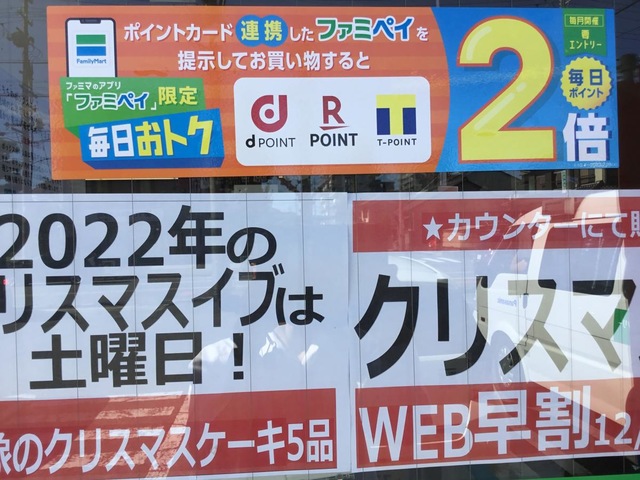 ポイントカード連携したファミペイを
提示してお買い物すると
FamilyMart
ファミマのアプリ
「ファミペイ」限定
毎日おトク
d POINT
R POINT
T-POINT
2倍
毎月開催
要
エントリー
毎日
ポイント
2022年の
リスマスイブは
土曜日!
象のクリスマスケーキ5品
★カウンターにて販
クリスマ
WEB早割12/